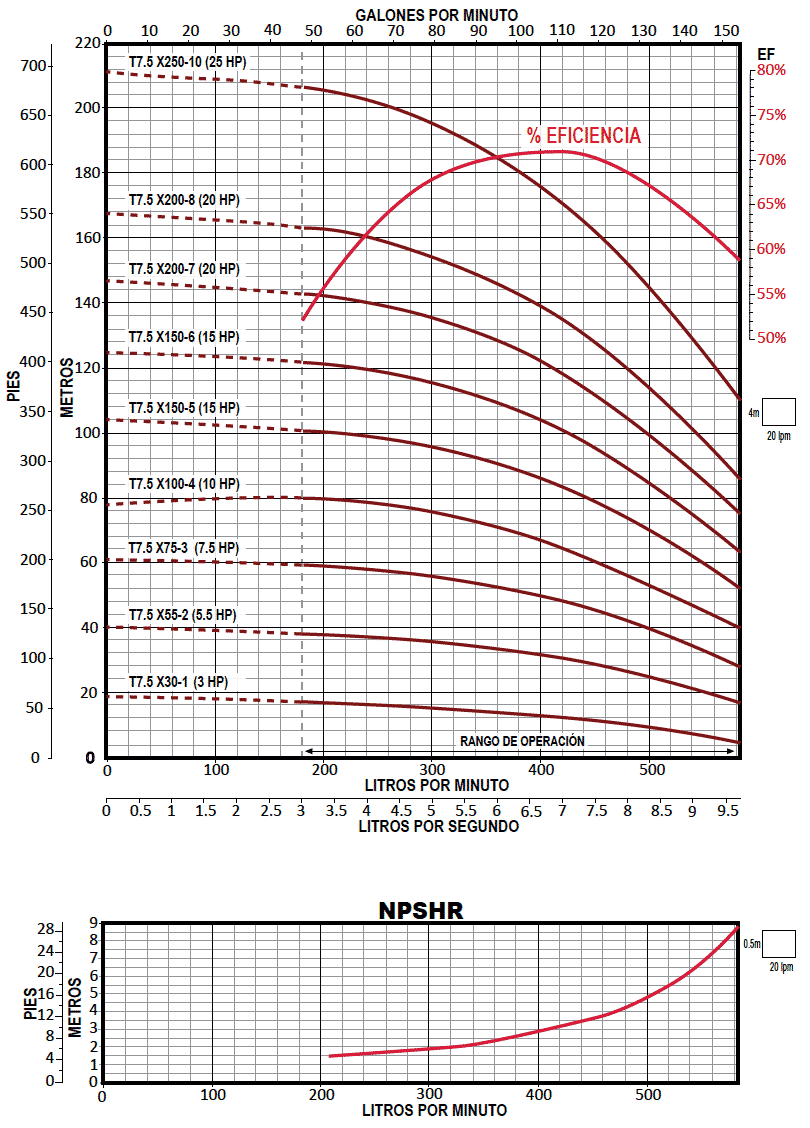 GALONES POR MINUTO
0 10 20 30 40 50 60 70 80 90 100 110 120 130 140 150
EF
80%
75%
70%
65%
60%
55%
50%
PIES
700
650
600
550
500
450
400
350
300
250
200
150
100
50
0
METROS
220
200
180
160
140
120
100
80
60
40
20
0
T7.5 X250-10 (25 HP)
% EFICIENCIA
T7.5 X200-8 (20 HP)
T7.5 X200-7 (20 HP)
T7.5 X150-6 (15 HP)
T7.5 X150-5 (15 HP)
T7.5 X100-4 (10 HP)
T7.5 X75-3 (7.5 HP)
T7.5 X55-2 (5.5 HP)
T7.5 X30-1 (3 HP)
RANGO DE OPERACIÓN
4m
20 lpm
0 100 200 300 400 500
LITROS POR MINUTO
0 0.5 1 1.5 2 2.5 3 3.5 4 4.5 5 5.5 6 6.5 7 7.5 8 8.5 9 9.5
LITROS POR SEGUNDO
NPSHR
PIES
28
24
20
16
12
8
4
0
METROS
9
8
7
6
5
4
3
2
1
0
0.5m
20 lpm
0 100 200 300 400 500
LITROS POR MINUTO